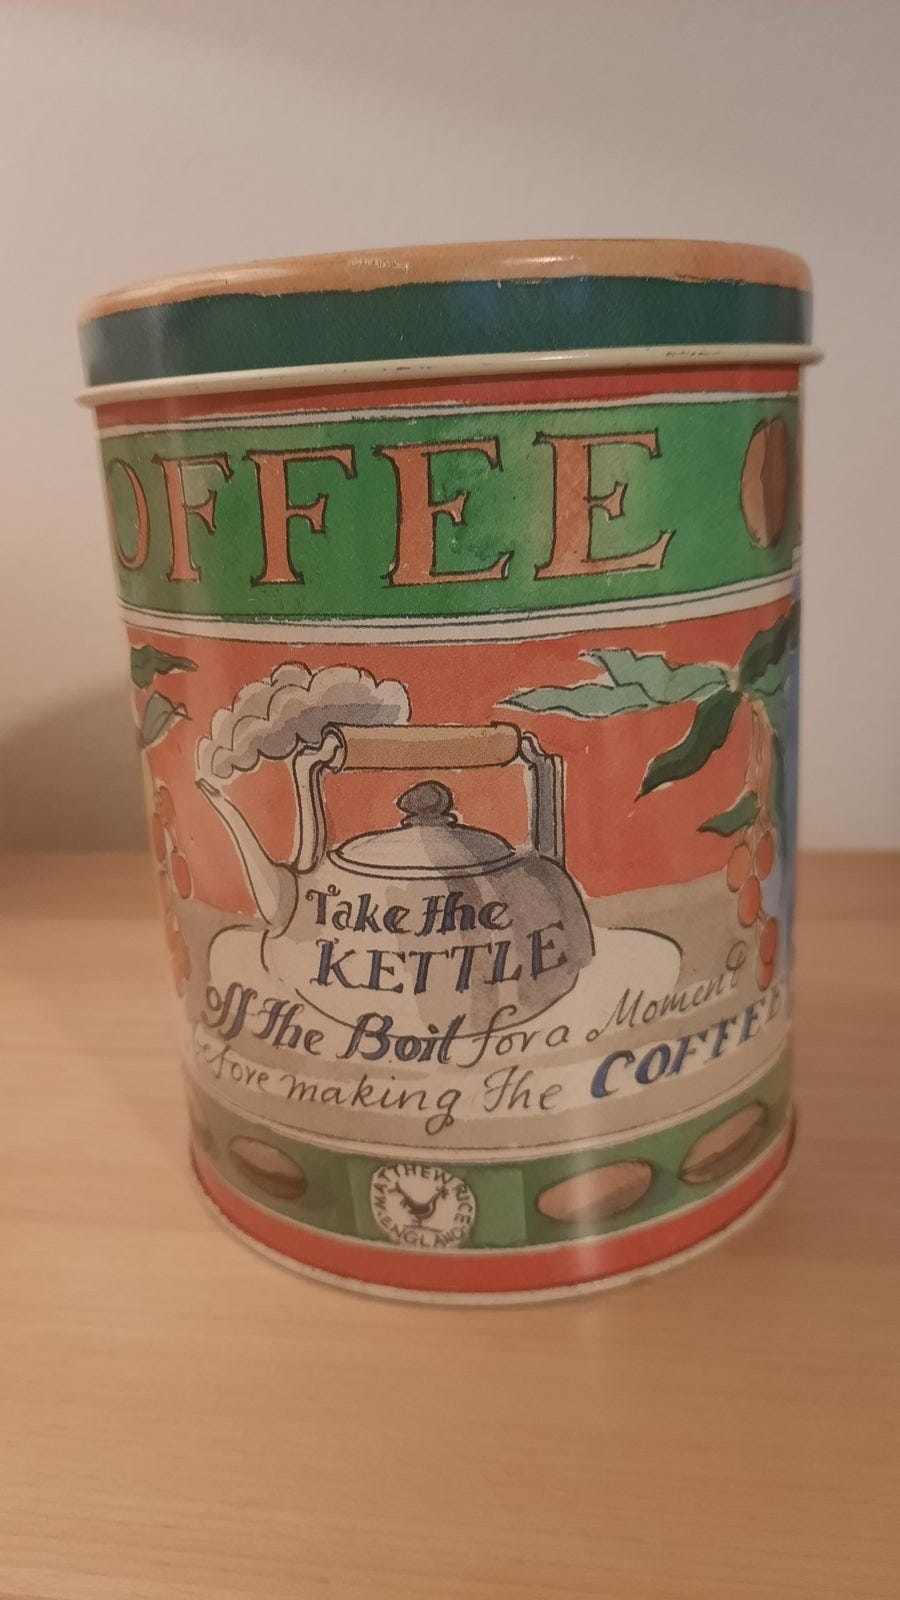 OFFEE
Take the
KETTLE
off the Boil for a Moment
before making the COFFEE
MATTHEW RICE
ENGLAND